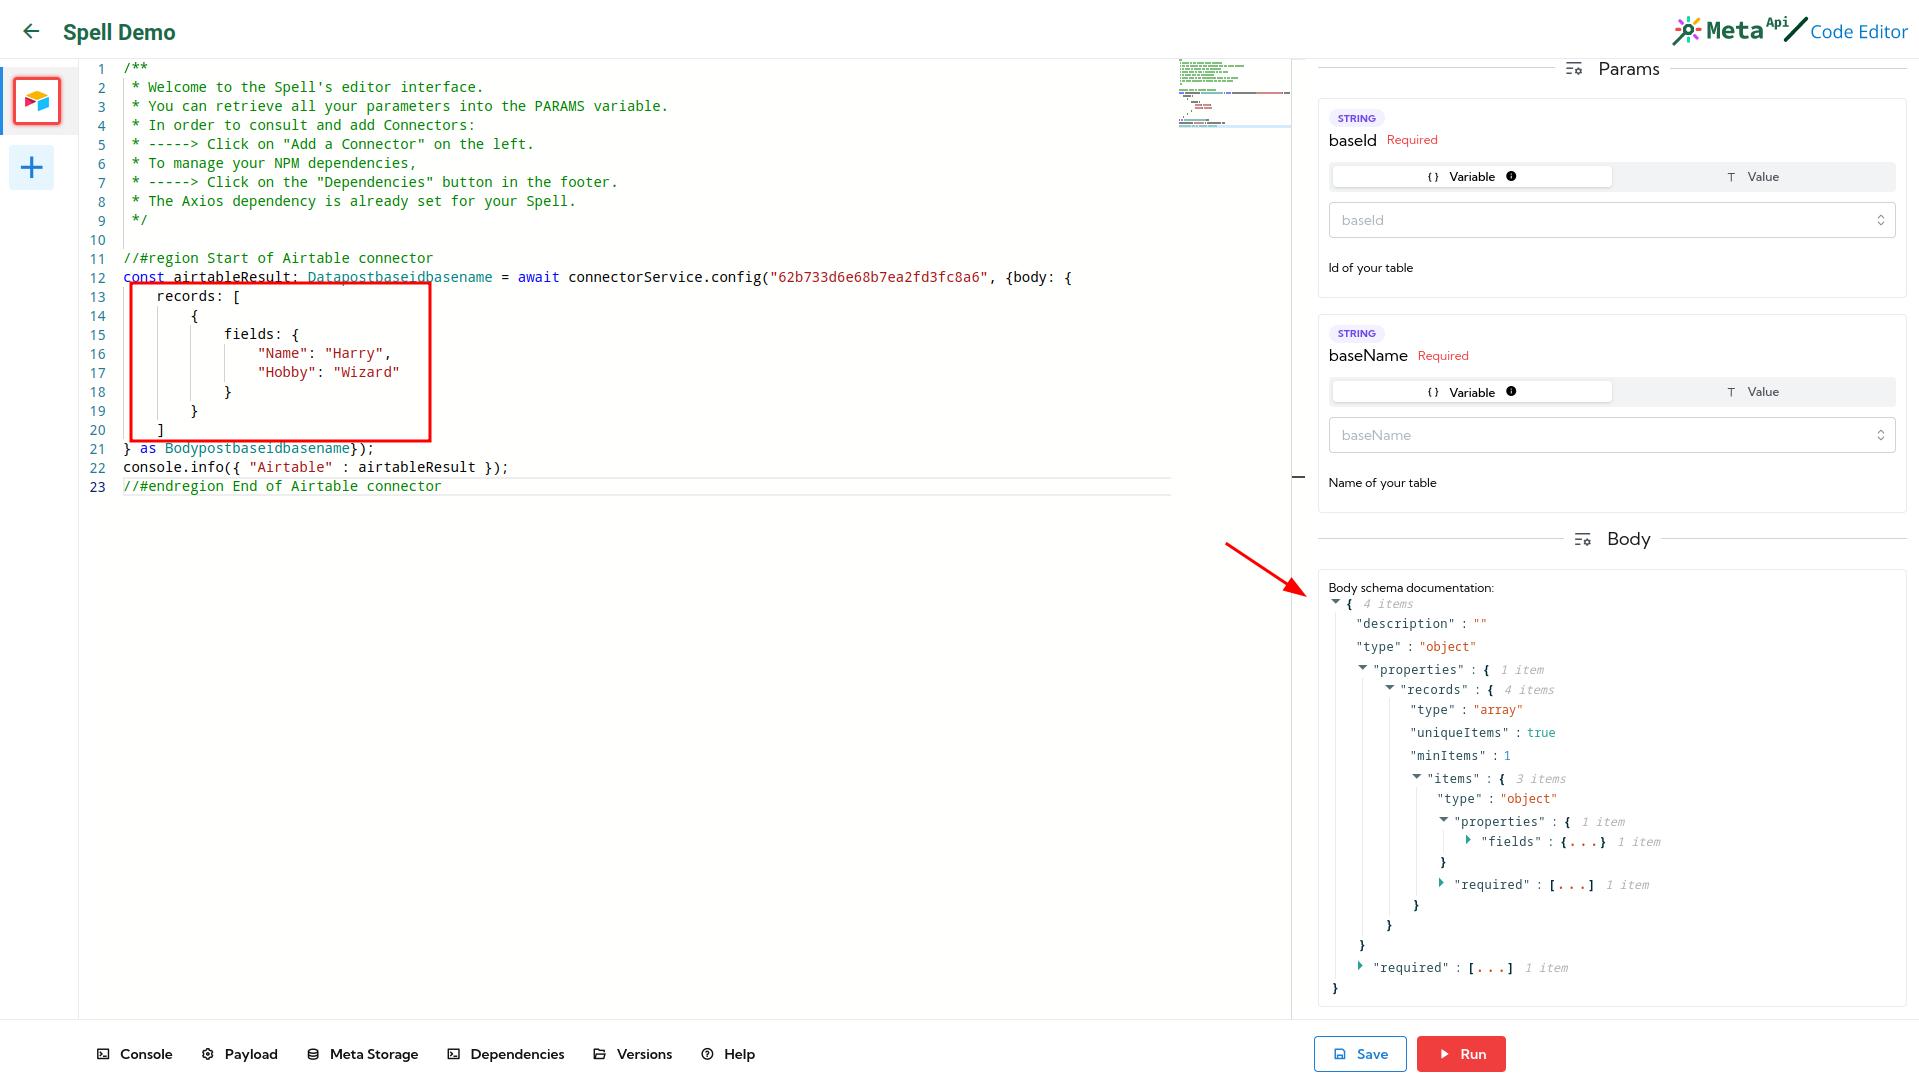 Spell Demo
MetaApi Code Editor
1 /**
2  * Welcome to the Spell's editor interface.
3  * You can retrieve all your parameters into the PARAMS variable.
4  * In order to consult and add Connectors:
5  * -----> Click on "Add a Connector" on the left.
6  * To manage your NPM dependencies,
7  * -----> Click on the "Dependencies" button in the footer.
8  * The Axios dependency is already set for your Spell.
9  */
10
11 //#region Start of Airtable connector
12 const airtableResult: Datapostbaseidbasename = await connectorService.config("62b733d6e68b7ea2fd3fc8a6", {body: {
13     records: [
14         {
15             fields: {
16                 "Name": "Harry",
17                 "Hobby": "Wizard"
18             }
19         }
20     ]
21 } as Bodypostbaseidbasename});
22 console.info({ "Airtable" : airtableResult });
23 //#endregion End of Airtable connector
Params
STRING
baseId Required
{} Variable T Value
baseId
Id of your table
STRING
baseName Required
{} Variable T Value
baseName
Name of your table
Body
Body schema documentation:
{ 4 items
"description" : ""
"type" : "object"
"properties" : { 1 item
"records" : { 4 items
"type" : "array"
"uniqueItems" : true
"minItems" : 1
"items" : { 3 items
"type" : "object"
"properties" : { 1 item
"fields" : {...} 1 item
}
"required" : [...] 1 item
}
}
}
"required" : [...] 1 item
}
Console Payload Meta Storage Dependencies Versions Help
Save Run